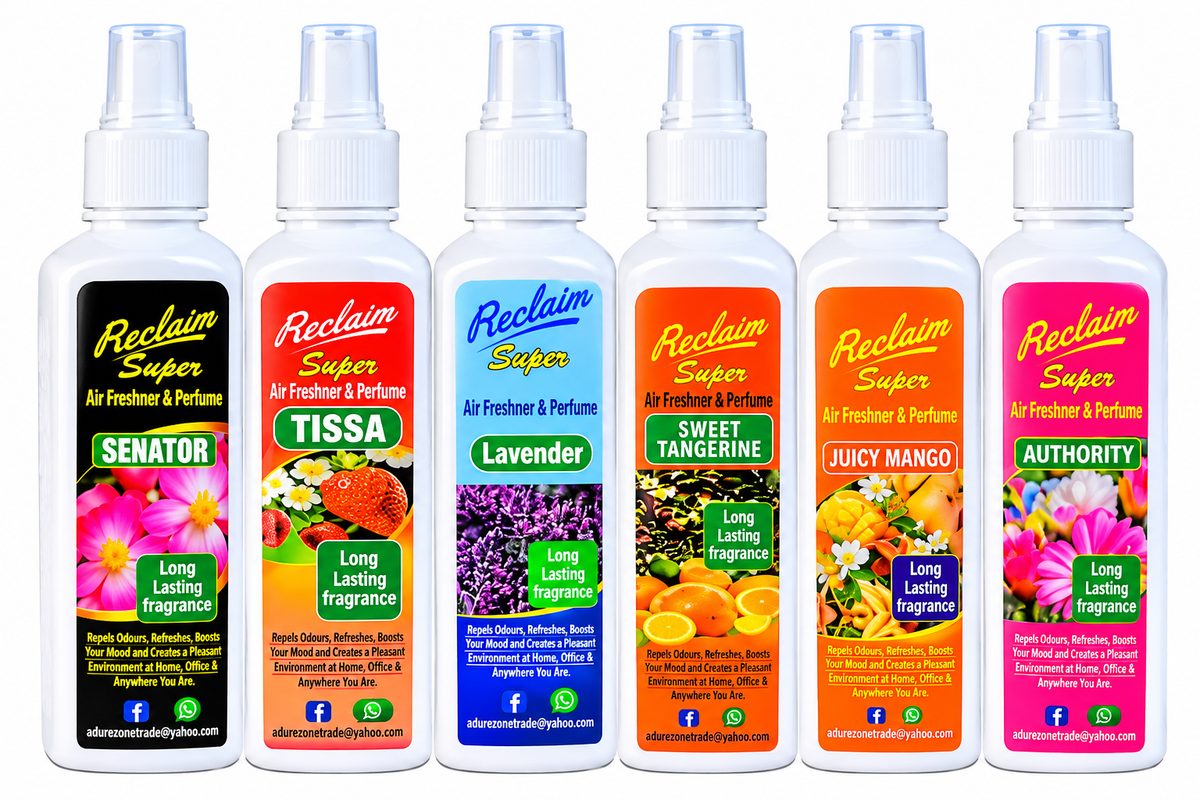 Reclaim
Super
Air Freshner & Perfume
SENATOR
Long
Lasting
fragrance
Repels Odours, Refreshes, Boosts
Your Mood and Creates a Pleasant
Environment at Home, Office &
Anywhere You Are.
adurezonetrade@yahoo.com
Reclaim
Super
Air Freshner & Perfume
TISSA
Long
Lasting
fragrance
Repels Odours, Refreshes, Boosts
Your Mood and Creates a Pleasant
Environment at Home, Office &
Anywhere You Are.
adurezonetrade@yahoo.com
Reclaim
Super
Air Freshner & Perfume
Lavender
Long
Lasting
fragrance
Repels Odours, Refreshes, Boosts
Your Mood and Creates a Pleasant
Environment at Home, Office &
Anywhere You Are.
adurezonetrade@yahoo.com
Reclaim
Super
Air Freshner & Perfume
SWEET
TANGERINE
Long
Lasting
fragrance
Repels Odours, Refreshes, Boosts
Your Mood and Creates a Pleasant
Environment at Home, Office &
Anywhere You Are.
adurezonetrade@yahoo.com
Reclaim
Super
Air Freshner & Perfume
JUICY MANGO
Long
Lasting
fragrance
Repels Odours, Refreshes, Boosts
Your Mood and Creates a Pleasant
Environment at Home, Office &
Anywhere You Are.
adurezonetrade@yahoo.com
Reclaim
Super
Air Freshner & Perfume
AUTHORITY
Long
Lasting
fragrance
Repels Odours, Refreshes, Boosts
Your Mood and Creates a Pleasant
Environment at Home, Office &
Anywhere You Are.
adurezonetrade@yahoo.com